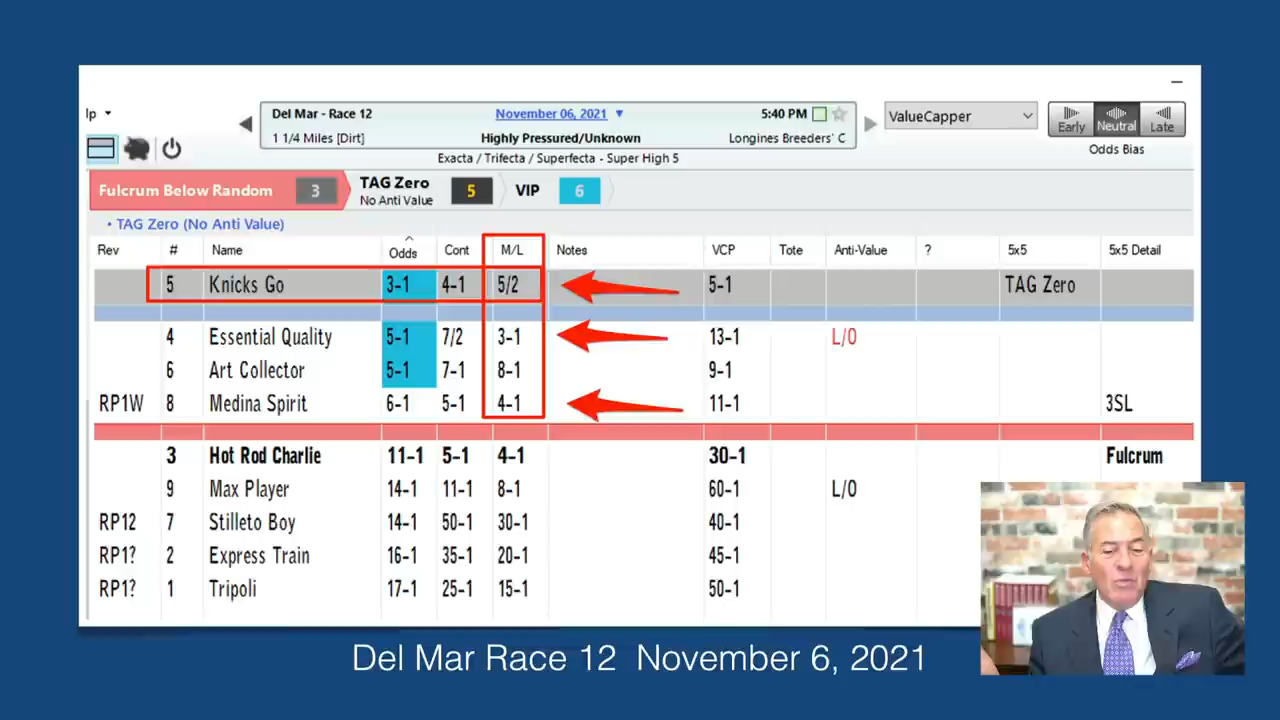 lp
Del Mar - Race 12 November 06, 2021 5:40 PM
1 1/4 Miles [Dirt] Highly Pressured/Unknown Longines Breeders' C
Exacta / Trifecta / Superfecta - Super High 5
ValueCapper
Early Neutral Late
Odds Bias
Fulcrum Below Random 3 TAG Zero 5 VIP 6
No Anti Value
• TAG Zero (No Anti Value)
Rev # Name Odds Cont M/L Notes VCP Tote Anti-Value ? 5x5 5x5 Detail
5 Knicks Go 3-1 4-1 5/2 5-1 TAG Zero
4 Essential Quality 5-1 7/2 3-1 13-1 L/O
6 Art Collector 5-1 7-1 8-1 9-1
RP1W 8 Medina Spirit 6-1 5-1 4-1 11-1 3SL
3 Hot Rod Charlie 11-1 5-1 4-1 30-1 Fulcrum
9 Max Player 14-1 11-1 8-1 60-1 L/O
RP12 7 Stilleto Boy 14-1 50-1 30-1 40-1
RP1? 2 Express Train 16-1 35-1 20-1 45-1
RP1? 1 Tripoli 17-1 25-1 15-1 50-1
Del Mar Race 12 November 6, 2021